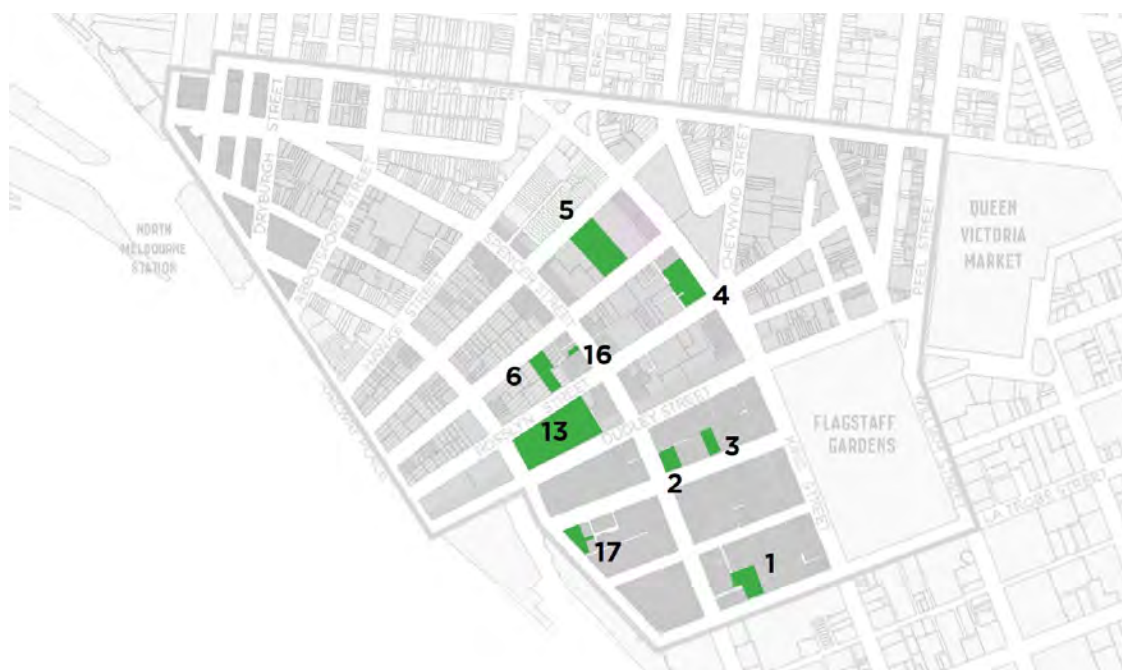 DRYBURGH STREET
ABBOTSFORD STREET
CHETWYND STREET
PEEL STREET
QUEEN
VICTORIA
MARKET
NORTH
MELBOURNE
STATION
5
SPENCER STREET
4
HAWKE STREET
16
6
ROSSLYN STREET
13
DUDLEY STREET
3
2
KING STREET
FLAGSTAFF
GARDENS
LA TROBE STREET
17
1